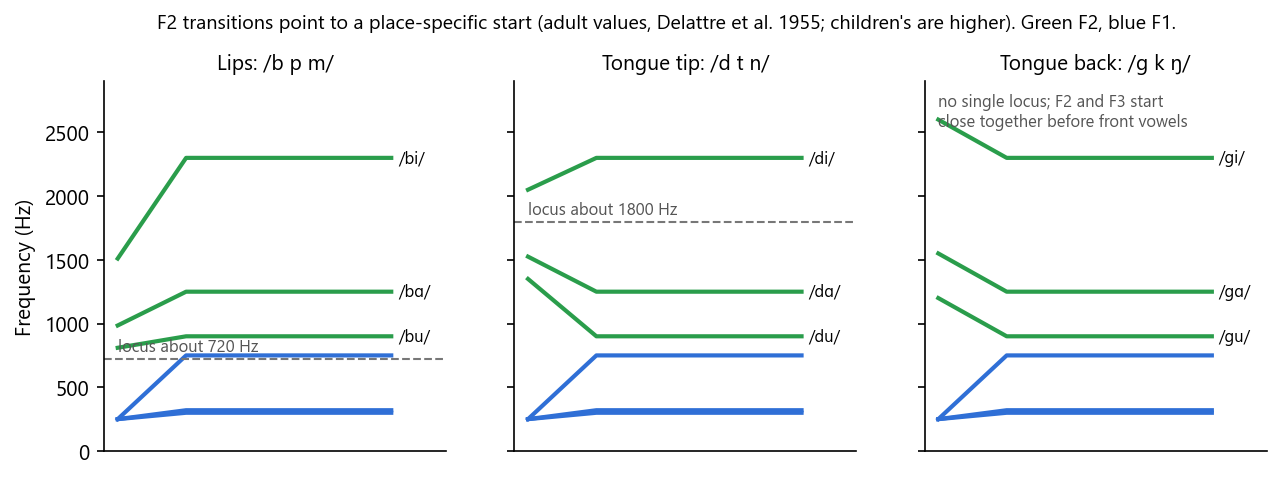 F2 transitions point to a place-specific start (adult values, Delattre et al. 1955; children's are higher). Green F2, blue F1.
Lips: /b p m/
Frequency (Hz)
2500
2000
1500
1000
500
0
/bi/
/bɑ/
/bu/
locus about 720 Hz
Tongue tip: /d t n/
/di/
locus about 1800 Hz
/dɑ/
/du/
Tongue back: /g k ŋ/
no single locus; F2 and F3 start
close together before front vowels
/gi/
/gɑ/
/gu/